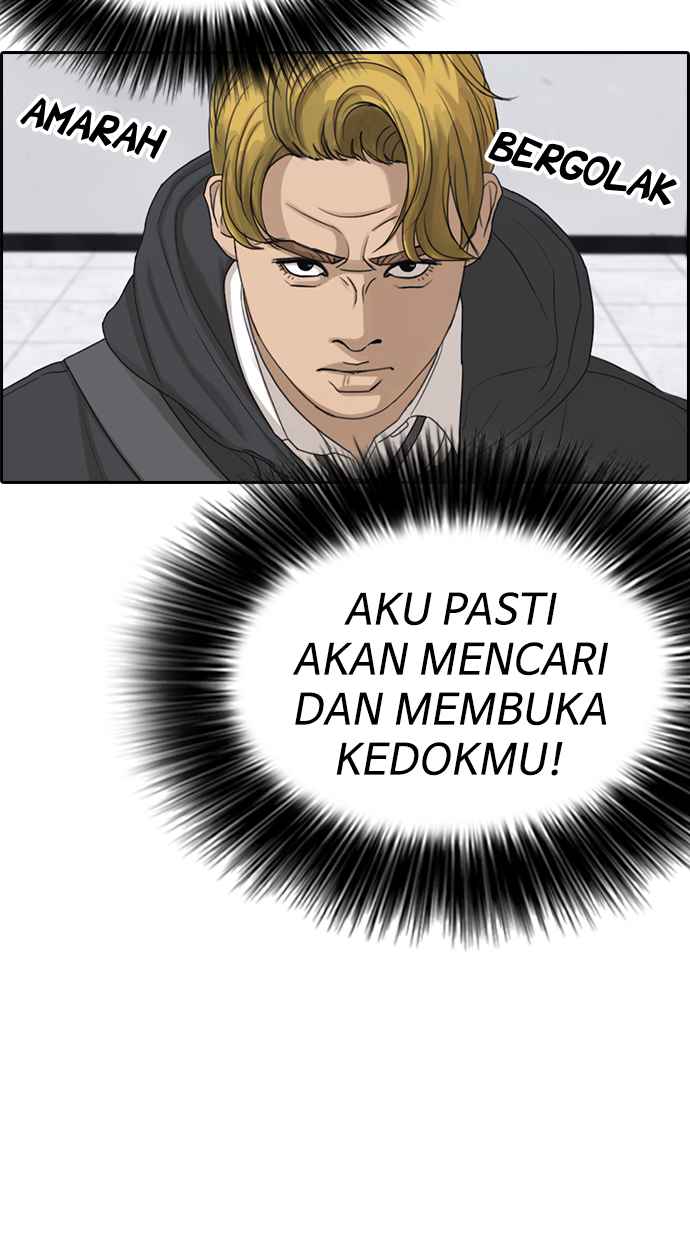 AMARAH
BERGOLAK
AKU PASTI
AKAN MENCARI
DAN MEMBUKA
KEDOKMU!